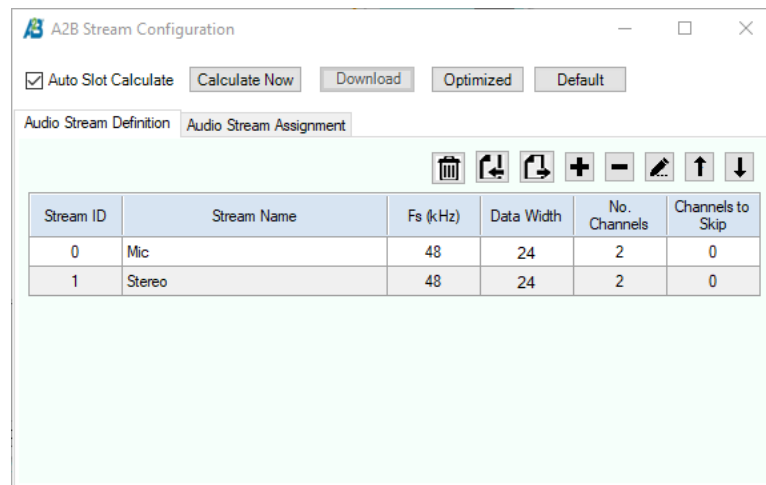 A2B Stream Configuration
Auto Slot Calculate Calculate Now Download Optimized Default
Audio Stream Definition Audio Stream Assignment
Stream ID Stream Name Fs (kHz) Data Width No. Channels Channels to Skip
0 Mic 48 24 2 0
1 Stereo 48 24 2 0